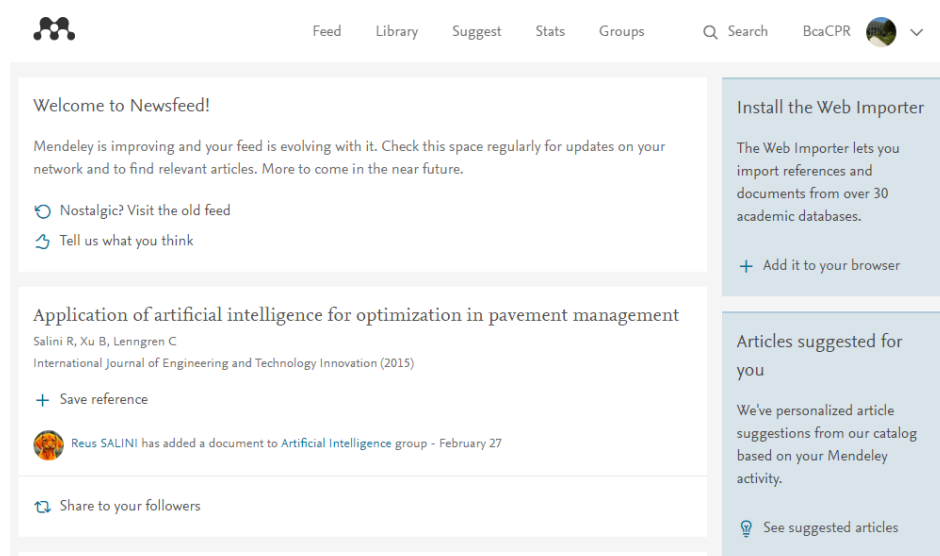 Feed Library Suggest Stats Groups Search BcaCPR
Welcome to Newsfeed!
Mendeley is improving and your feed is evolving with it. Check this space regularly for updates on your
network and to find relevant articles. More to come in the near future.
Nostalgic? Visit the old feed
Tell us what you think
Application of artificial intelligence for optimization in pavement management
Salini R, Xu B, Lenngren C
International Journal of Engineering and Technology Innovation (2015)
Save reference
Reus SALINI has added a document to Artificial Intelligence group - February 27
Share to your followers
Install the Web Importer
The Web Importer lets you
import references and
documents from over 30
academic databases.
Add it to your browser
Articles suggested for
you
We've personalized article
suggestions from our catalog
based on your Mendeley
activity.
See suggested articles